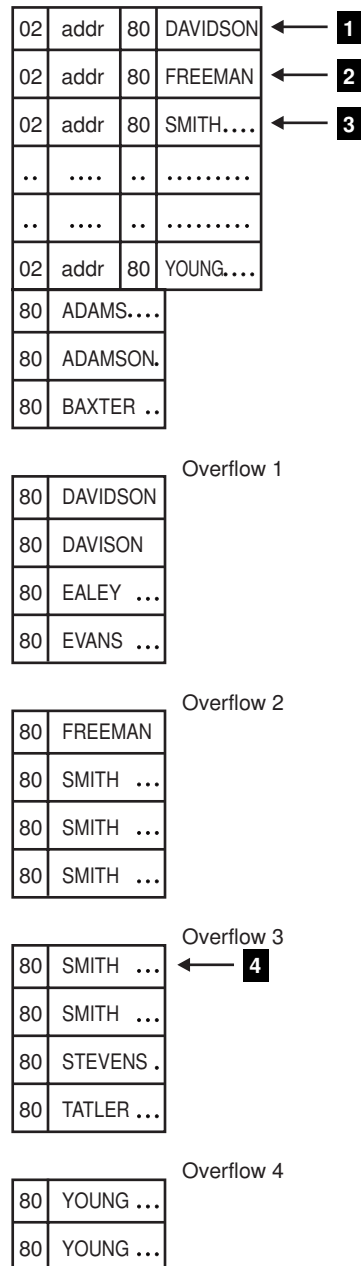 02 addr 80 DAVIDSON 1
02 addr 80 FREEMAN 2
02 addr 80 SMITH.... 3
.. .... .. .........
.. .... .. .........
02 addr 80 YOUNG....
80 ADAMS....
80 ADAMSON.
80 BAXTER ..
Overflow 1
80 DAVIDSON
80 DAVISON
80 EALEY ...
80 EVANS ...
Overflow 2
80 FREEMAN
80 SMITH ...
80 SMITH ...
80 SMITH ...
Overflow 3
80 SMITH ... 4
80 SMITH ...
80 STEVENS .
80 TATLER ...
Overflow 4
80 YOUNG ...
80 YOUNG ...